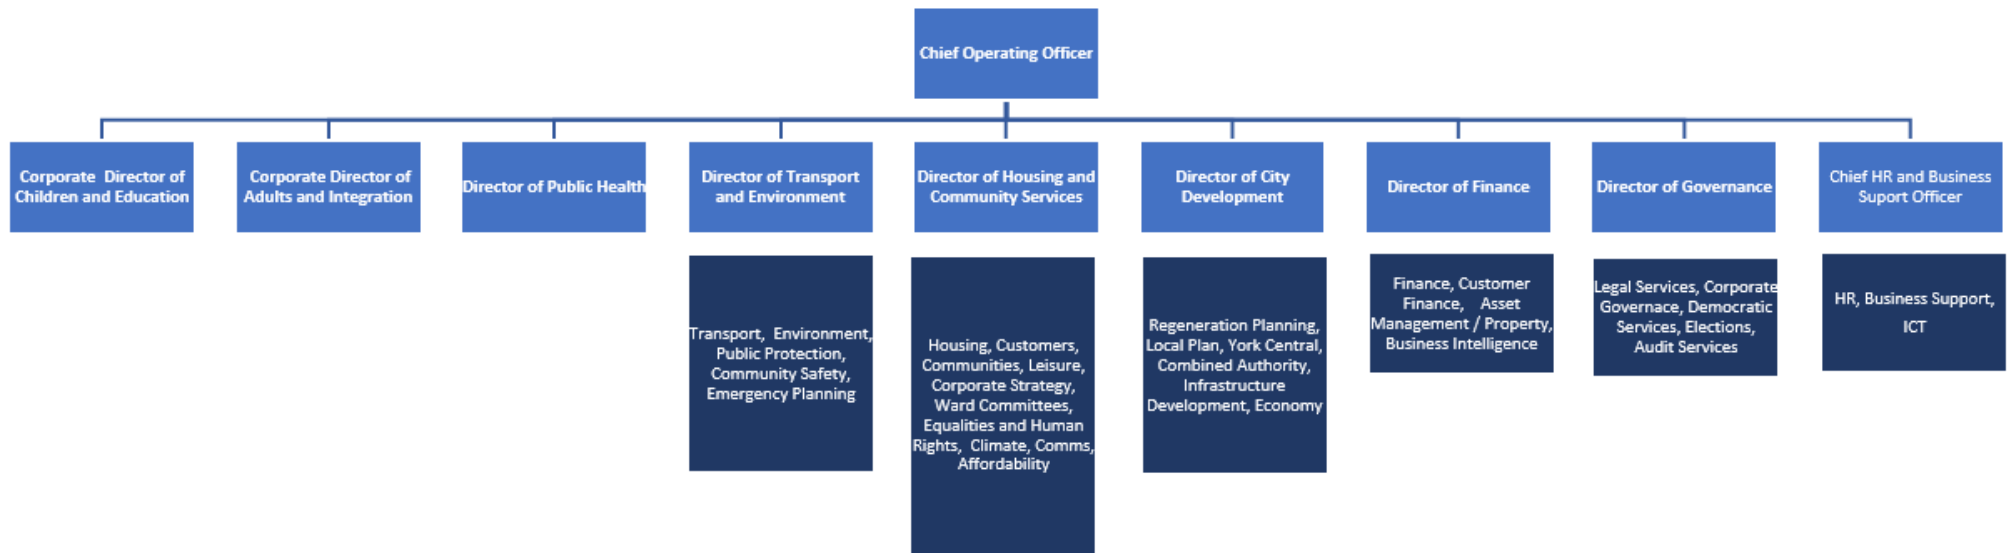 Chief Operating Officer
Corporate Director of
Children and Education
Corporate Director of
Adults and Integration
Director of Public Health
Director of Transport
and Environment
Director of Housing and
Community Services
Director of City
Development
Director of Finance
Director of Governance
Chief HR and Business
Suport Officer
Transport, Environment,
Public Protection,
Community Safety,
Emergency Planning
Housing, Customers,
Communities, Leisure,
Corporate Strategy,
Ward Committees,
Equalities and Human
Rights, Climate, Comms,
Affordability
Regeneration Planning,
Local Plan, York Central,
Combined Authority,
Infrastructure
Development, Economy
Finance, Customer
Finance, Asset
Management / Property,
Business Intelligence
Legal Services, Corporate
Governace, Democratic
Services, Elections,
Audit Services
HR, Business Support,
ICT